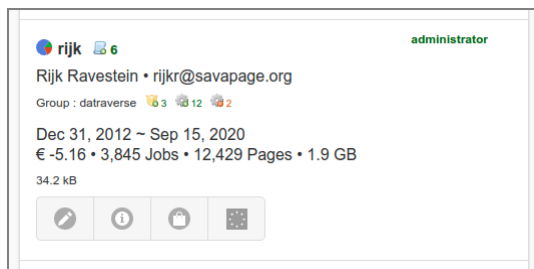 administrator
rijk 6
Rijk Ravestein • rijkr@savapage.org
Group : datraverse 3 12 2
Dec 31, 2012 ~ Sep 15, 2020
€ -5.16 • 3,845 Jobs • 12,429 Pages • 1.9 GB
34.2 kB